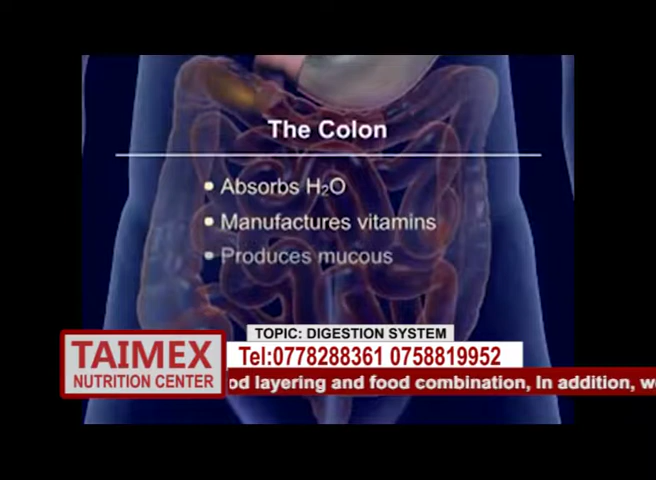 The Colon
• Absorbs H₂O
• Manufactures vitamins
• Produces mucous
TOPIC: DIGESTION SYSTEM
TAIMEX
NUTRITION CENTER
Tel:0778288361 0758819952
layering and food combination, In addition,